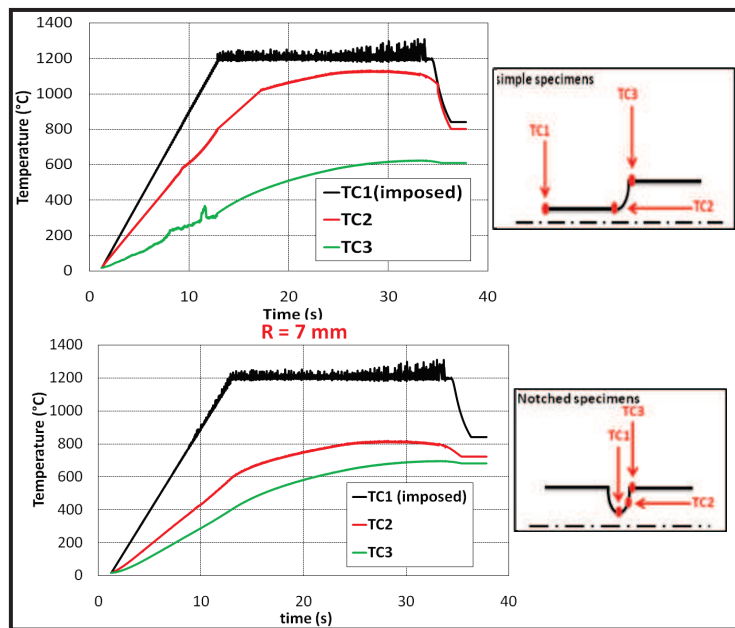 1400
1200
1000
800
600
400
200
0
Temperature (°C)
TC1(imposed)
TC2
TC3
0 10 20 30 40
Time (s)
simple specimens
TC3
TC1
TC2
R = 7 mm
1400
1200
1000
800
600
400
200
0
Temperature (°C)
TC1 (imposed)
TC2
TC3
0 10 20 30 40
time (s)
Notched specimens
TC3
TC1
TC2